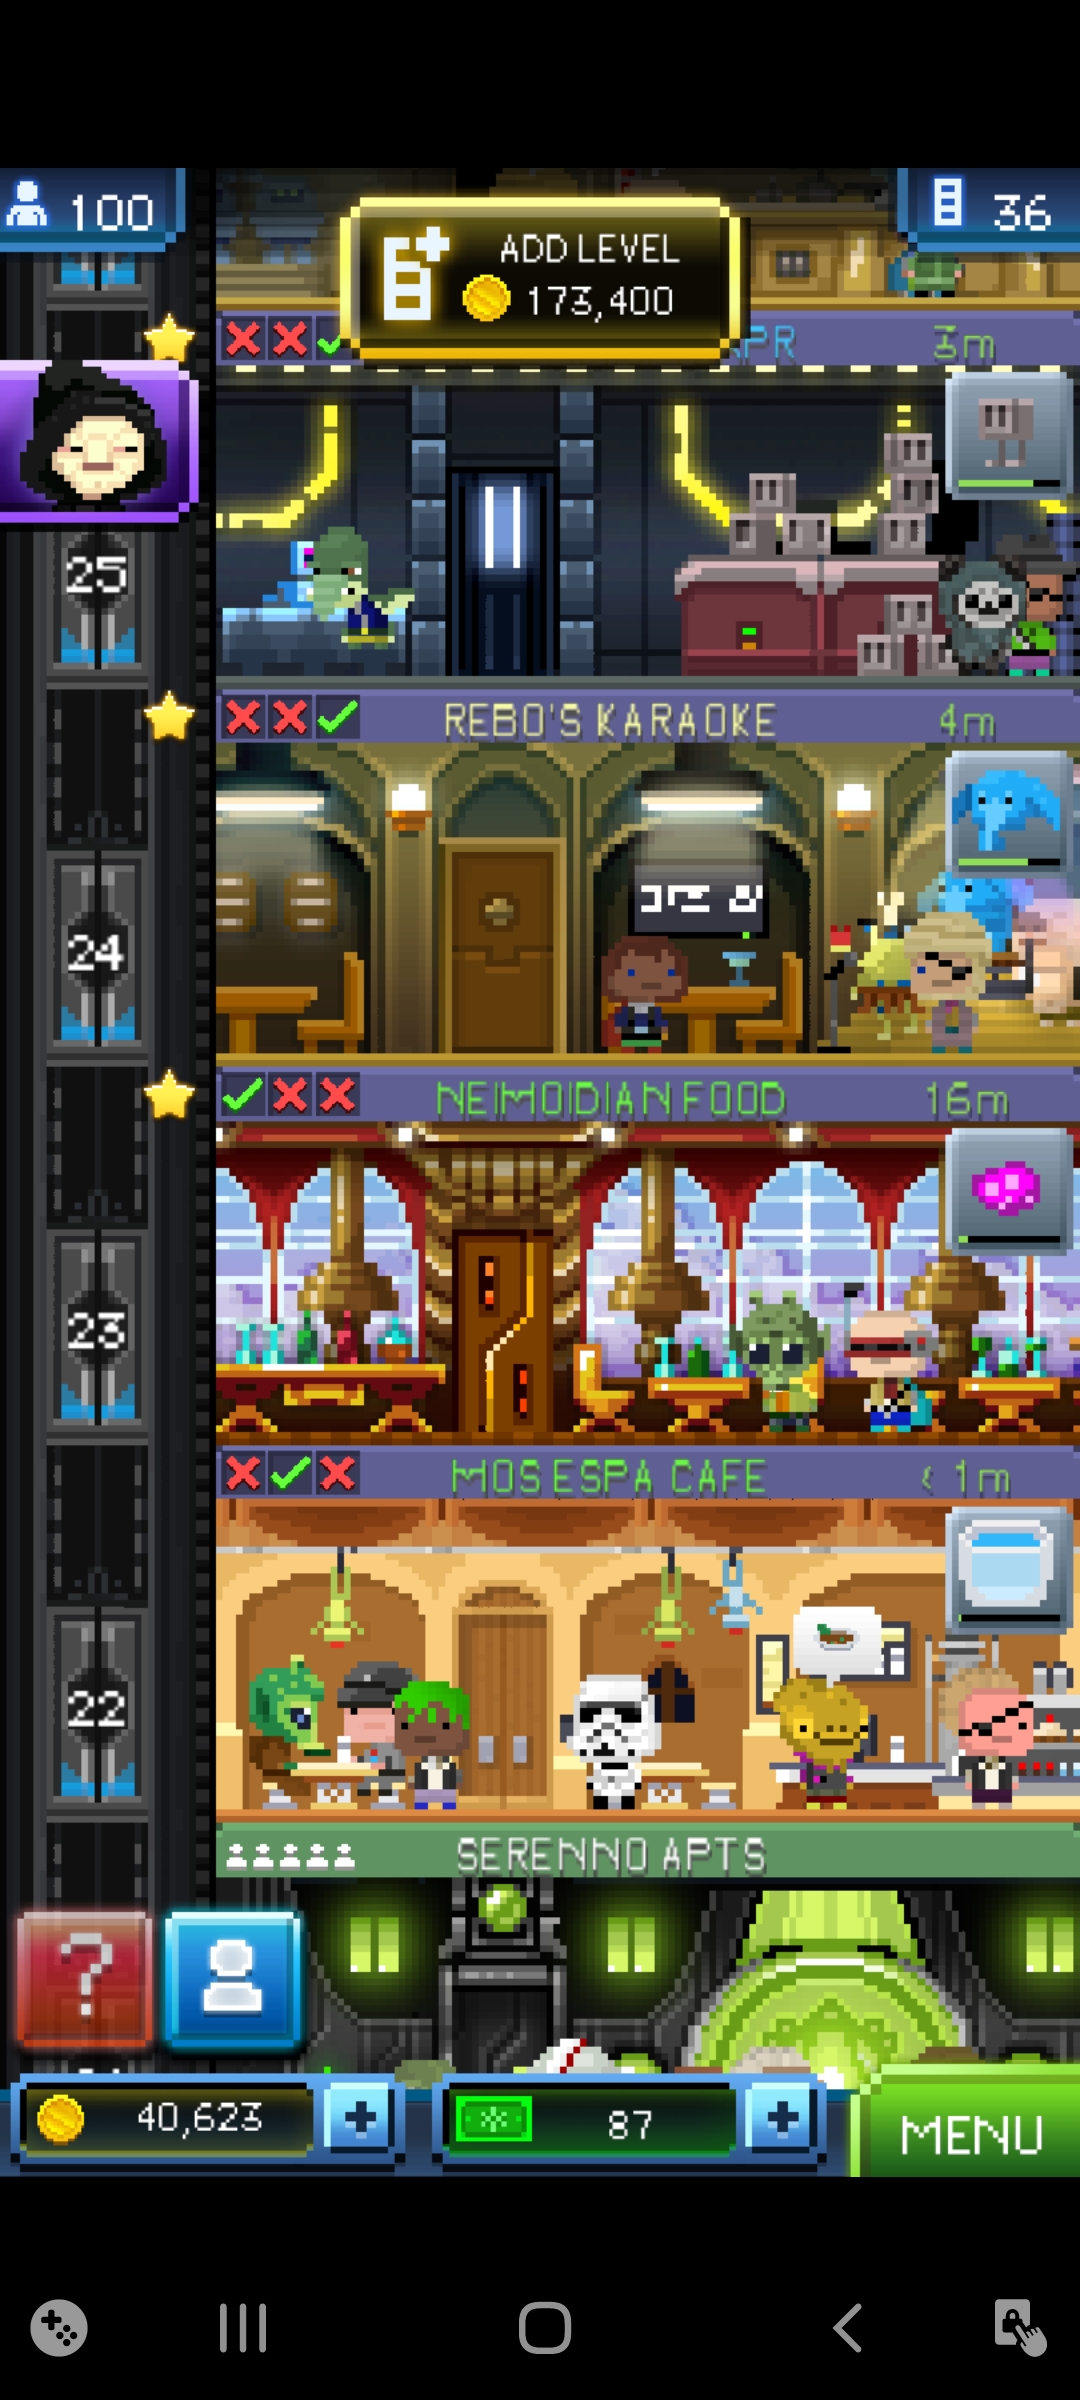 100
ADD LEVEL
173,400
36
PR 3m
25
REBO'S KARAOKE 4m
24
NEIMOIDIAN FOOD 16m
23
MOS ESPA CAFE < 1m
22
SERENNO APTS
?
40,623 +
87 +
MENU